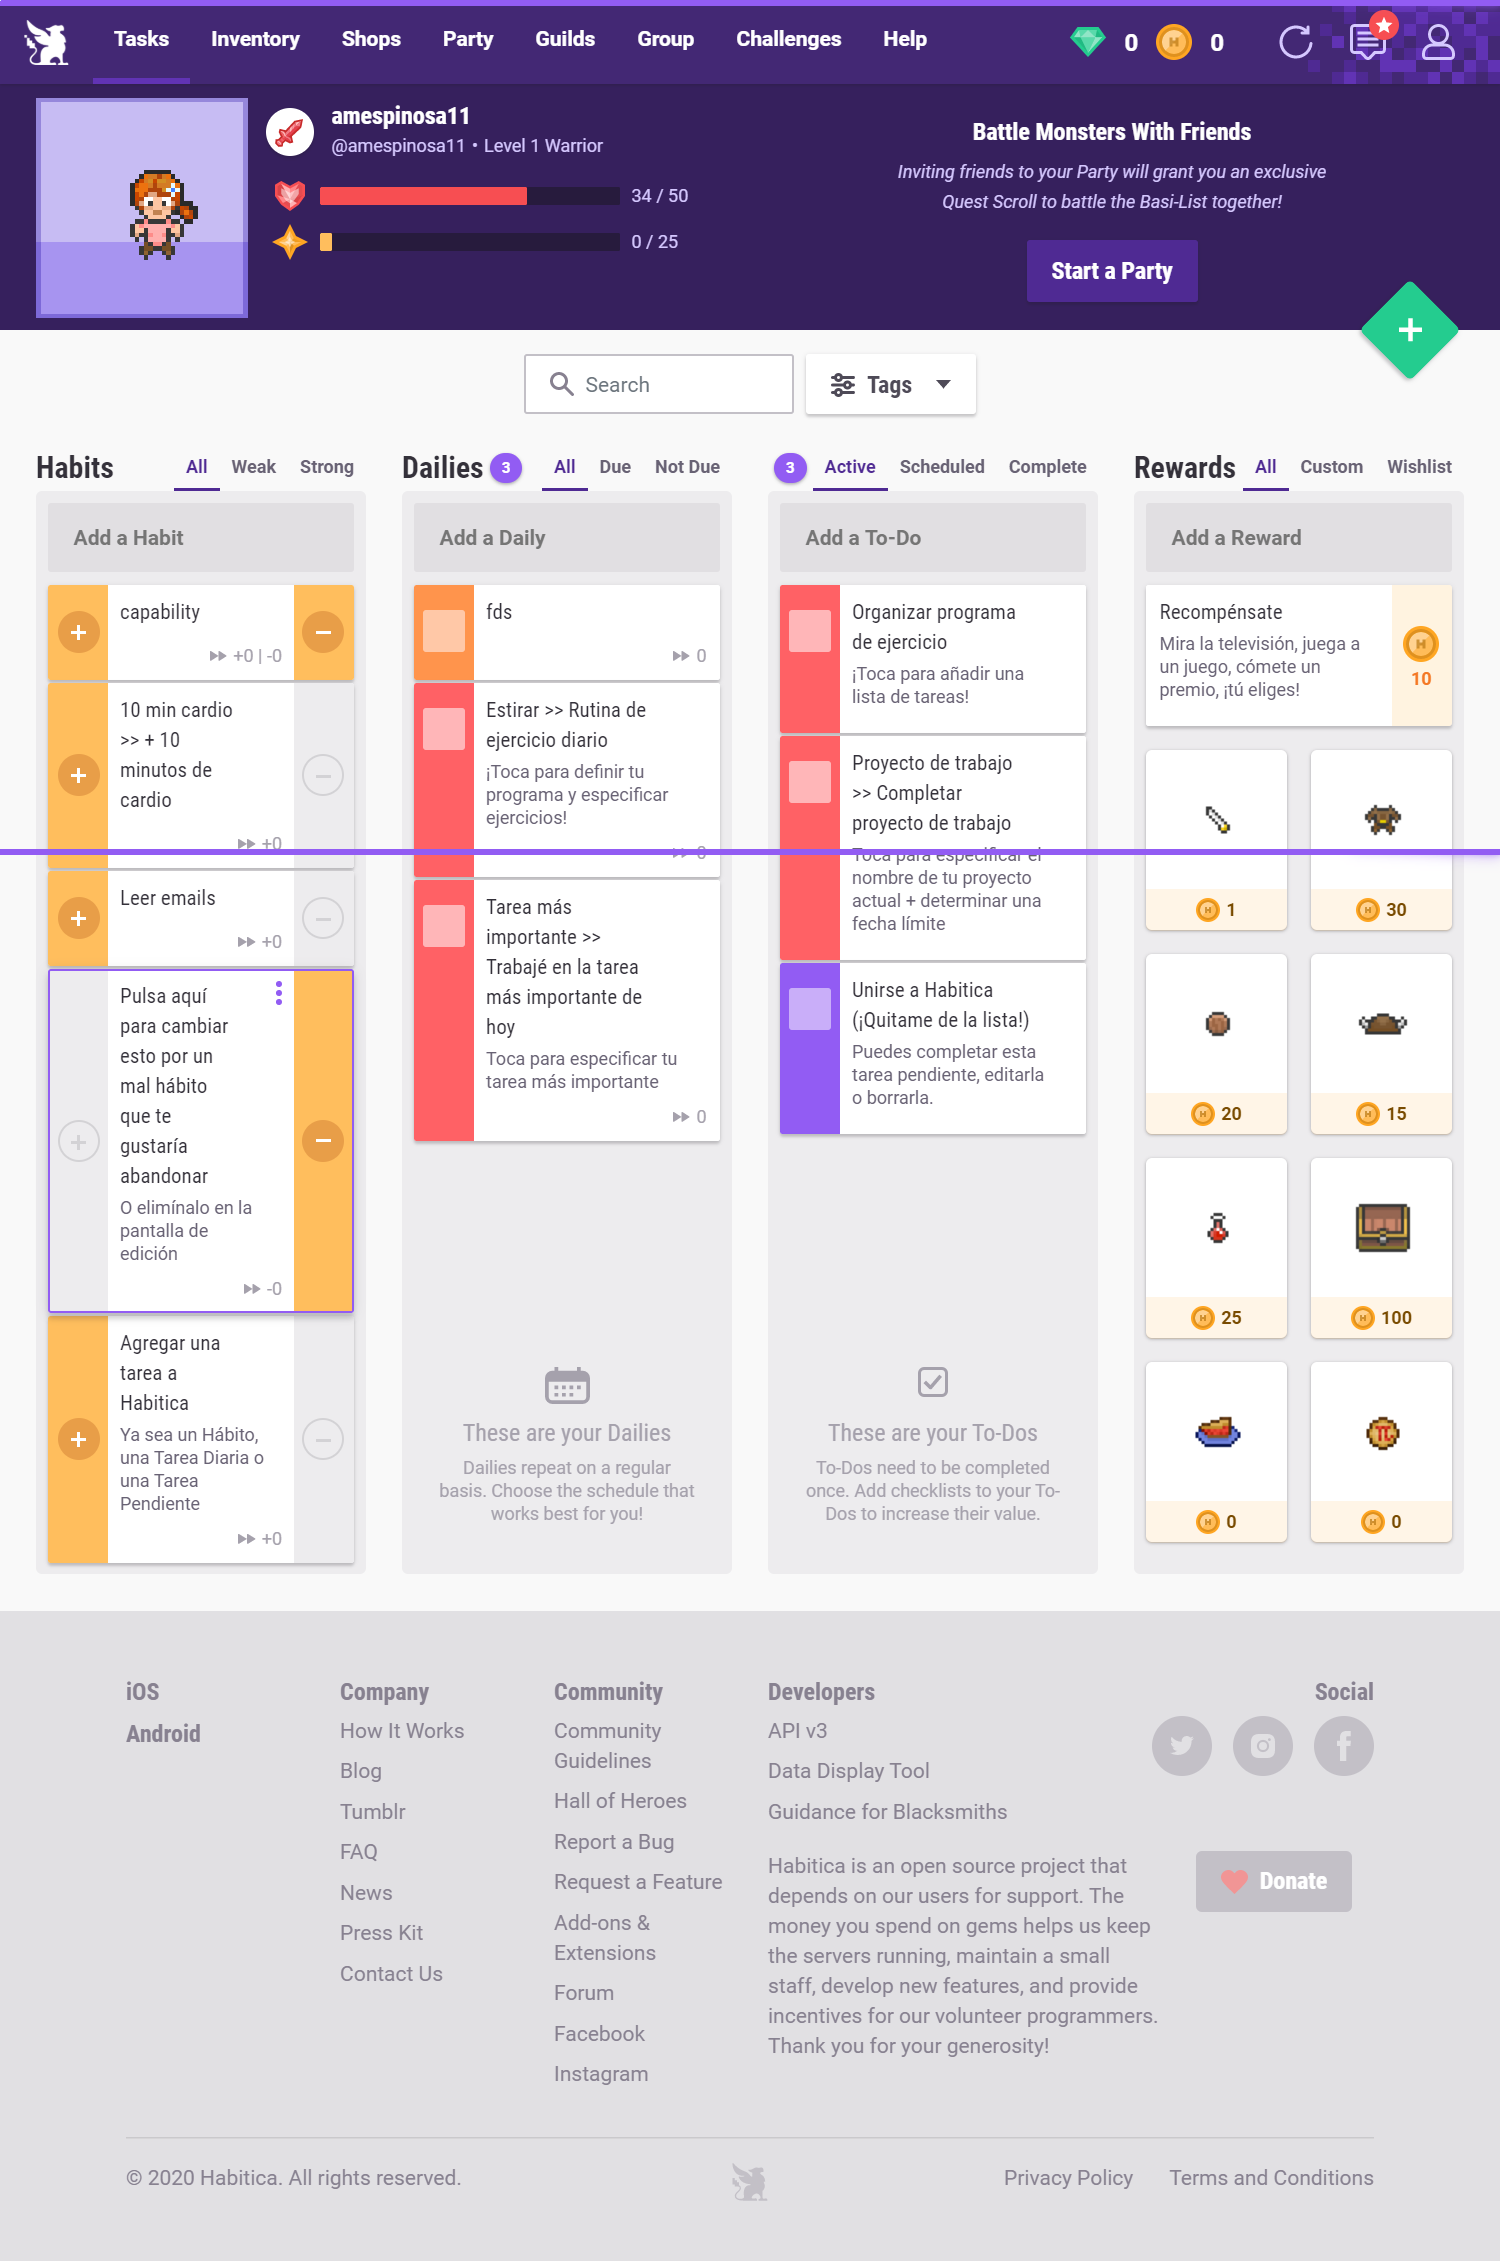 Tasks Inventory Shops Party Guilds Group Challenges Help 0 0
amespinosa11
@amespinosa11 • Level 1 Warrior
34 / 50
0 / 25
Battle Monsters With Friends
Inviting friends to your Party will grant you an exclusive
Quest Scroll to battle the Basi-List together!
Start a Party
Search
Tags
Habits All Weak Strong
Add a Habit
capability
+0 | -0
10 min cardio
>> + 10
minutos de
cardio
+0
Leer emails
+0
Pulsa aquí
para cambiar
esto por un
mal hábito
que te
gustaría
abandonar
O elimínalo en la
pantalla de
edición
-0
Agregar una
tarea a
Habitica
Ya sea un Hábito,
una Tarea Diaria o
una Tarea
Pendiente
+0
Dailies 3 All Due Not Due
Add a Daily
fds
0
Estirar >> Rutina de
ejercicio diario
¡Toca para definir tu
programa y especificar
ejercicios!
Tarea más
importante >>
Trabajé en la tarea
más importante de
hoy
Toca para especificar tu
tarea más importante
0
These are your Dailies
Dailies repeat on a regular
basis. Choose the schedule that
works best for you!
3 Active Scheduled Complete
Add a To-Do
Organizar programa
de ejercicio
¡Toca para añadir una
lista de tareas!
Proyecto de trabajo
>> Completar
proyecto de trabajo
Toca para especificar el
nombre de tu proyecto
actual + determinar una
fecha límite
Unirse a Habitica
(¡Quitame de la lista!)
Puedes completar esta
tarea pendiente, editarla
o borrarla.
These are your To-Dos
To-Dos need to be completed
once. Add checklists to your To-
Dos to increase their value.
Rewards All Custom Wishlist
Add a Reward
Recompénsate
Mira la televisión, juega a
un juego, cómete un
premio, ¡tú eliges!
10
1 30
20 15
25 100
0 0
iOS
Android
Company
How It Works
Blog
Tumblr
FAQ
News
Press Kit
Contact Us
Community
Community
Guidelines
Hall of Heroes
Report a Bug
Request a Feature
Add-ons &
Extensions
Forum
Facebook
Instagram
Developers
API v3
Data Display Tool
Guidance for Blacksmiths
Habitica is an open source project that
depends on our users for support. The
money you spend on gems helps us keep
the servers running, maintain a small
staff, develop new features, and provide
incentives for our volunteer programmers.
Thank you for your generosity!
Social
Donate
© 2020 Habitica. All rights reserved.
Privacy Policy Terms and Conditions